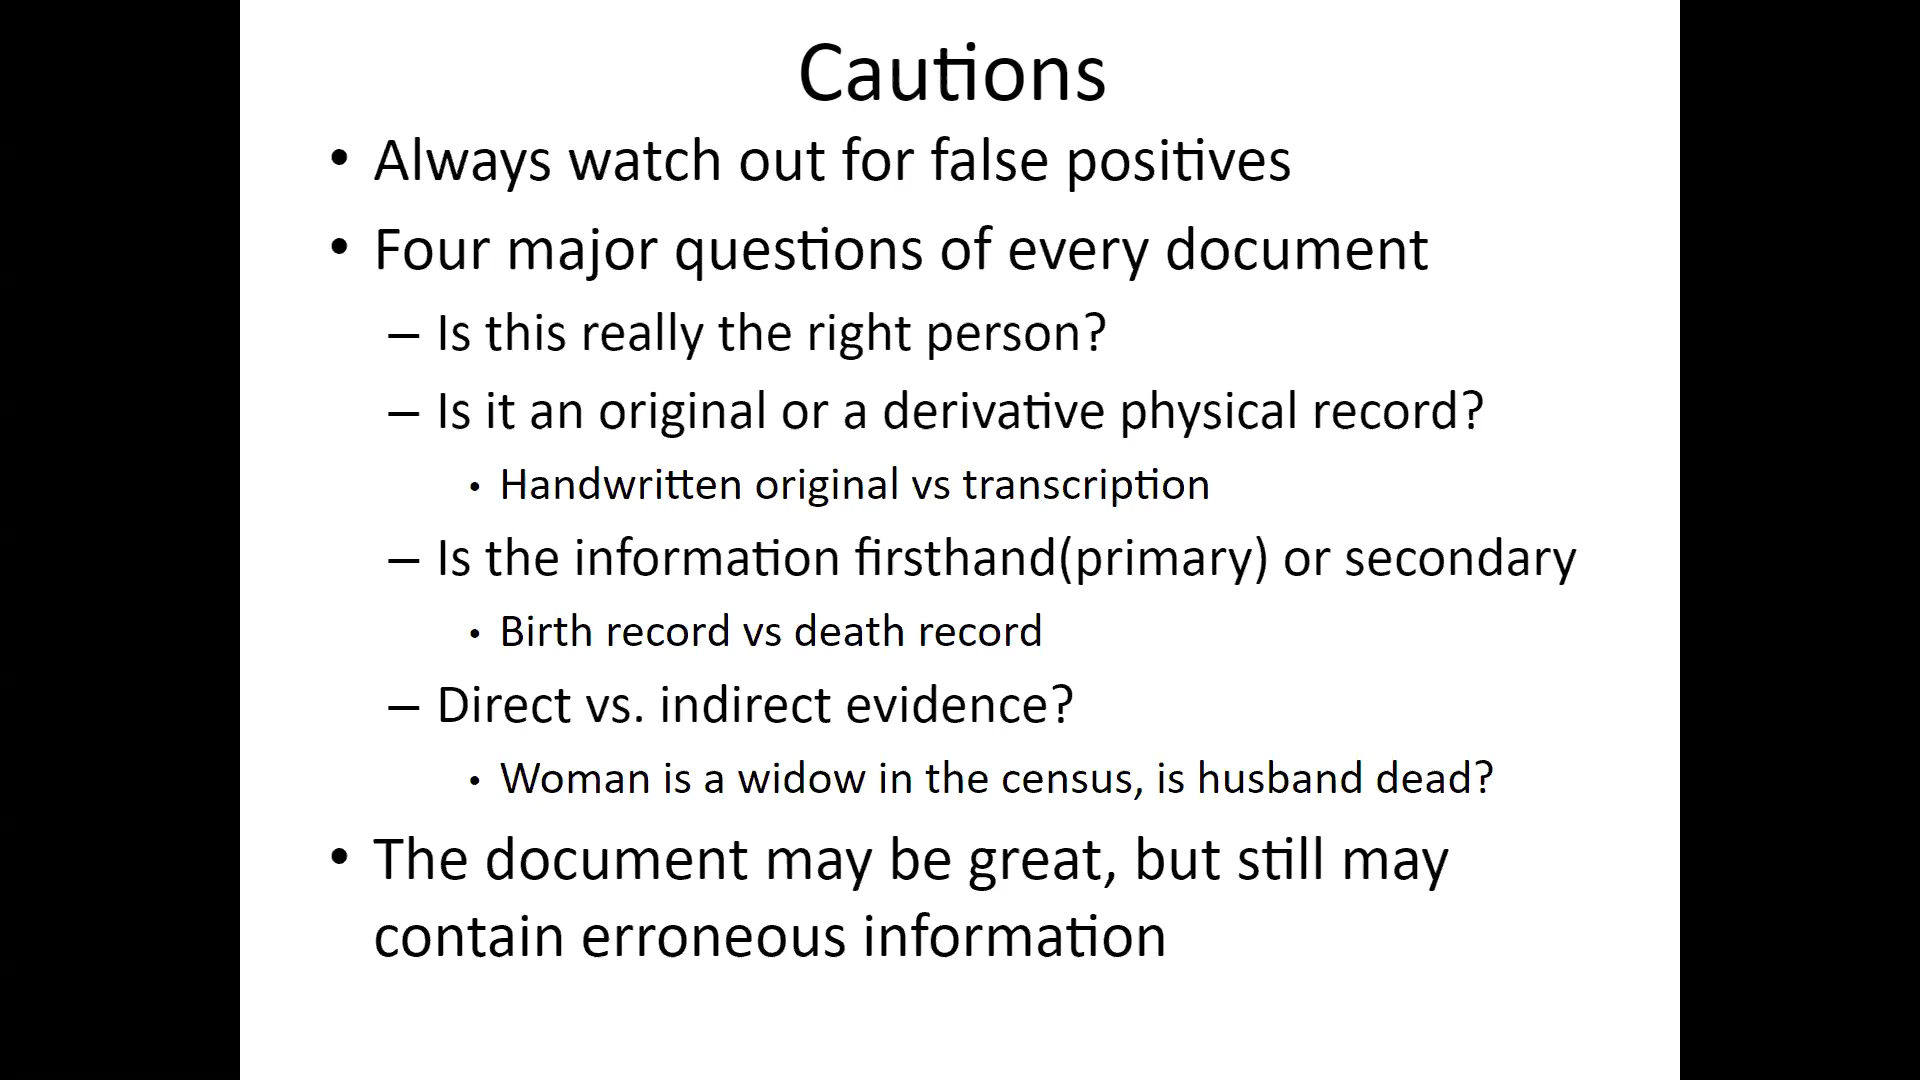 Cautions
• Always watch out for false positives
• Four major questions of every document
– Is this really the right person?
– Is it an original or a derivative physical record?
• Handwritten original vs transcription
– Is the information firsthand(primary) or secondary
• Birth record vs death record
– Direct vs. indirect evidence?
• Woman is a widow in the census, is husband dead?
• The document may be great, but still may
contain erroneous information